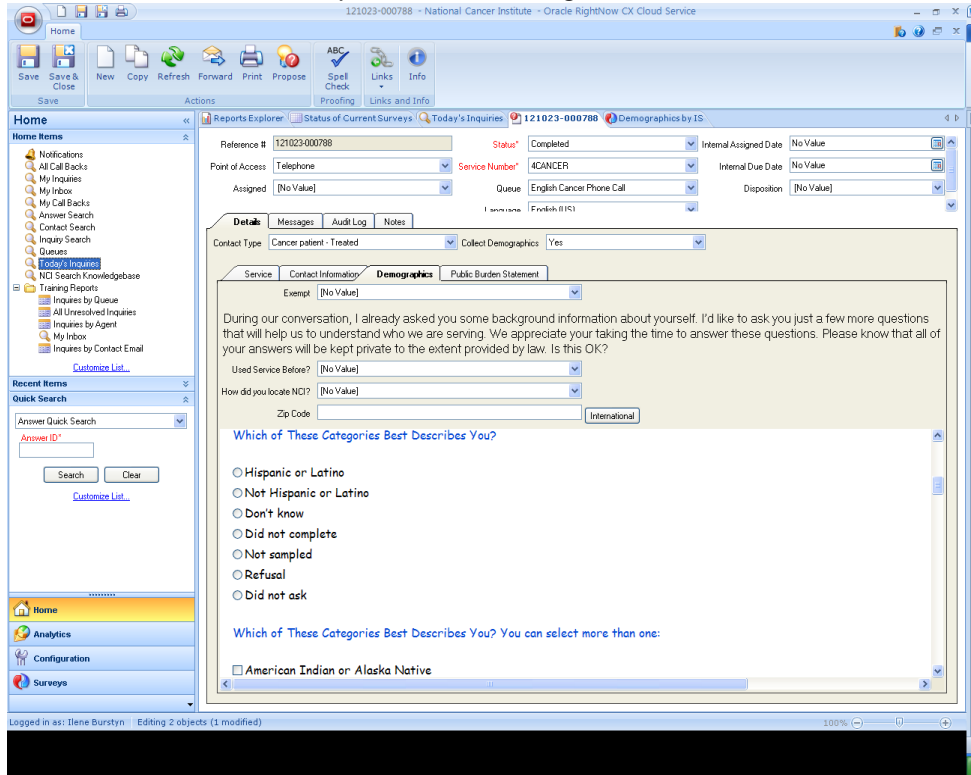 121023-000788 - National Cancer Institute - Oracle RightNow CX Cloud Service
Home
Save Save & Close New Copy Refresh Forward Print Propose Spell Check Links Info
Save Actions Proofing Links and Info
Home
Reports Explorer Status of Current Surveys Today's Inquiries 121023-000788 Demographics by IS
Home Items
Notifications
All Call Backs
My Inquiries
My Inbox
My Call Backs
Answer Search
Contact Search
Inquiry Search
Queues
Today's Inquiries
NCI Search Knowledgebase
Training Reports
Inquires by Queue
All Unresolved Inquiries
Inquiries by Agent
My Inbox
Inquires by Contact Email
Customize List...
Recent Items
Quick Search
Answer Quick Search
Answer ID*
Search Clear
Customize List...
Home
Analytics
Configuration
Surveys
Reference # 121023-000788 Status* Completed Internal Assigned Date No Value
Point of Access Telephone Service Number* 4CANCER Internal Due Date No Value
Assigned [No Value] Queue English Cancer Phone Call Disposition [No Value]
Language English (US)
Details Messages Audit Log Notes
Contact Type Cancer patient - Treated Collect Demographics Yes
Service Contact Information Demographics Public Burden Statement
Exempt [No Value]
During our conversation, I already asked you some background information about yourself. I'd like to ask you just a few more questions
that will help us to understand who we are serving. We appreciate your taking the time to answer these questions. Please know that all of
your answers will be kept private to the extent provided by law. Is this OK?
Used Service Before? [No Value]
How did you locate NCI? [No Value]
Zip Code International
Which of These Categories Best Describes You?
Hispanic or Latino
Not Hispanic or Latino
Don't know
Did not complete
Not sampled
Refusal
Did not ask
Which of These Categories Best Describes You? You can select more than one:
American Indian or Alaska Native
Logged in as: Ilene Burstyn Editing 2 objects (1 modified) 100%